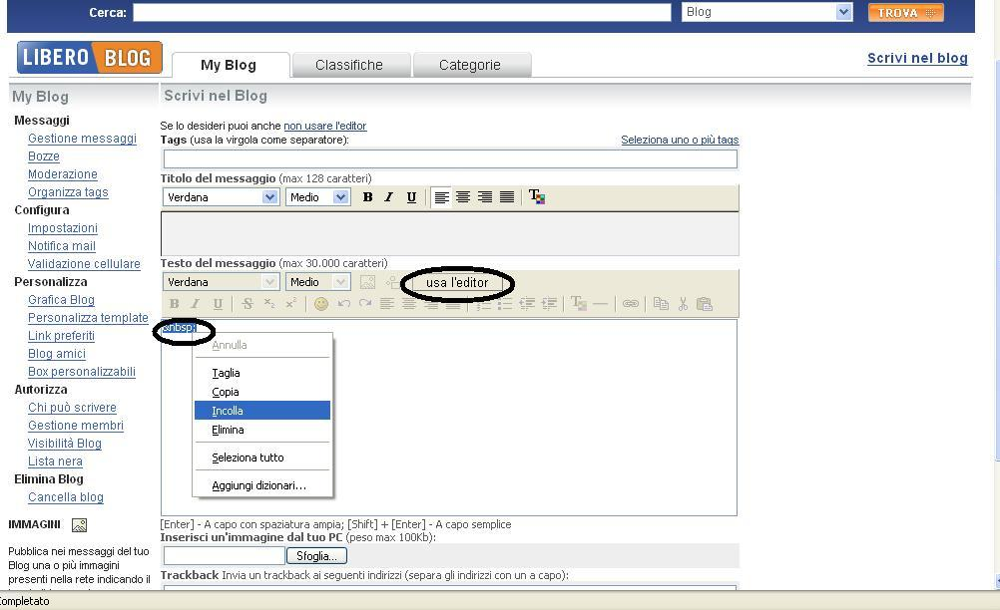 Cerca: Blog TROVA
LIBERO BLOG My Blog Classifiche Categorie Scrivi nel blog
My Blog
Messaggi
Gestione messaggi
Bozze
Moderazione
Organizza tags
Configura
Impostazioni
Notifica mail
Validazione cellulare
Personalizza
Grafica Blog
Personalizza template
Link preferiti
Blog amici
Box personalizzabili
Autorizza
Chi può scrivere
Gestione membri
Visibilità Blog
Lista nera
Elimina Blog
Cancella blog
IMMAGINI
Pubblica nei messaggi del tuo
Blog una o più immagini
presenti nella rete indicando il
Scrivi nel Blog
Se lo desideri puoi anche non usare l'editor
Tags (usa la virgola come separatore): Seleziona uno o più tags
Titolo del messaggio (max 128 caratteri)
Verdana Medio B I U T
Testo del messaggio (max 30.000 caratteri)
Verdana Medio usa l'editor
B I U S x₂ x² T
&nbsp;
Annulla
Taglia
Copia
Incolla
Elimina
Seleziona tutto
Aggiungi dizionari...
[Enter] - A capo con spaziatura ampia; [Shift] + [Enter] - A capo semplice
Inserisci un'immagine dal tuo PC (peso max 100Kb):
Sfoglia...
Trackback Invia un trackback ai seguenti indirizzi (separa gli indirizzi con un a capo):
Completato